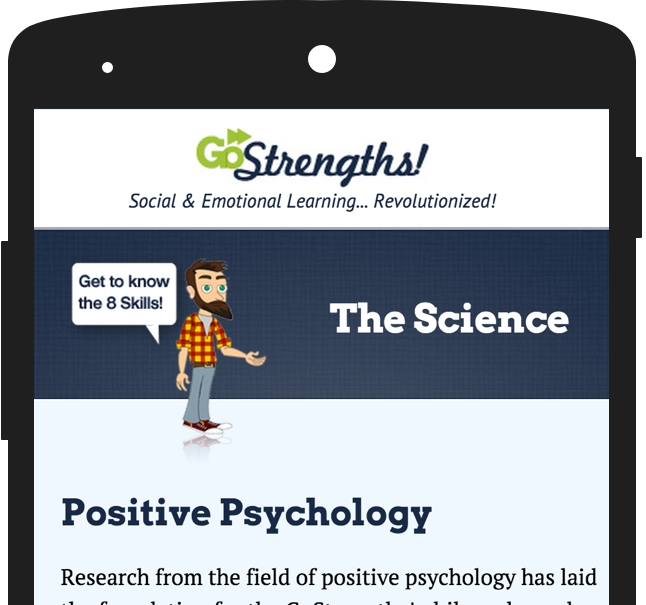 GoStrengths!
Social & Emotional Learning... Revolutionized!
Get to know
the 8 Skills!
The Science
Positive Psychology
Research from the field of positive psychology has laid